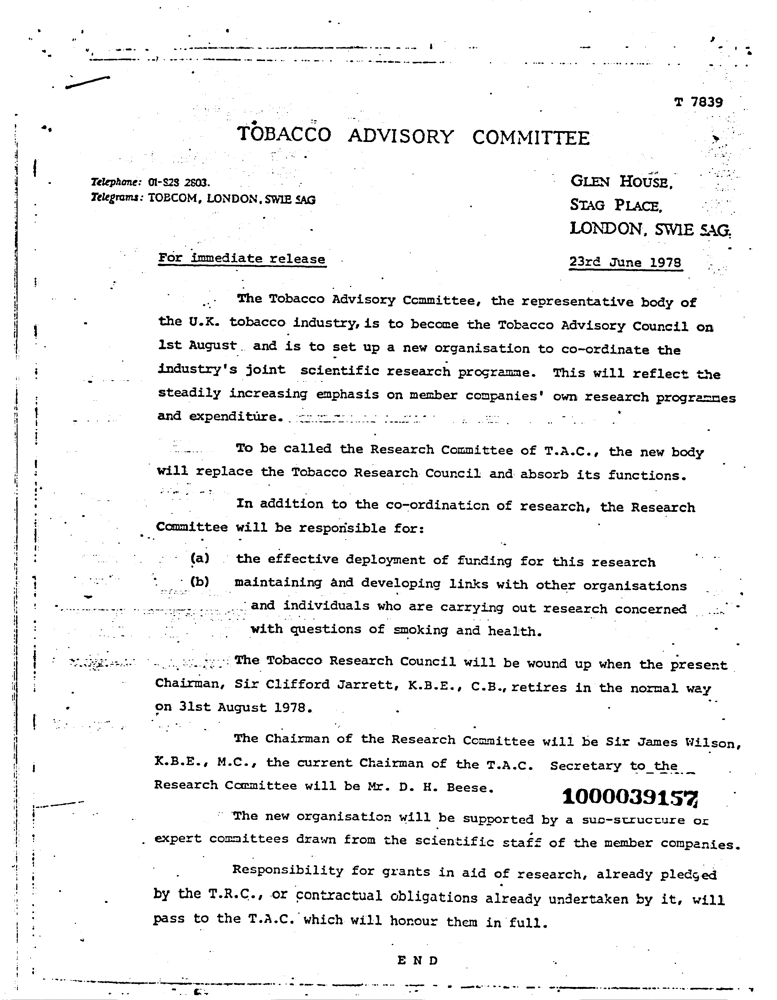 T 7839
TOBACCO ADVISORY COMMITTEE
Telephone: 01-828 2803.
Telegrams: TOBCOM, LONDON, SW1E 5AG
GLEN HOUSE,
STAG PLACE,
LONDON, SW1E 5AG.
For immediate release
23rd June 1978
The Tobacco Advisory Committee, the representative body of
the U.K. tobacco industry, is to become the Tobacco Advisory Council on
1st August and is to set up a new organisation to co-ordinate the
industry's joint scientific research programme. This will reflect the
steadily increasing emphasis on member companies' own research programmes
and expenditure.
To be called the Research Committee of T.A.C., the new body
will replace the Tobacco Research Council and absorb its functions.
In addition to the co-ordination of research, the Research
Committee will be responsible for:
(a) the effective deployment of funding for this research
(b) maintaining and developing links with other organisations
and individuals who are carrying out research concerned
with questions of smoking and health.
The Tobacco Research Council will be wound up when the present
Chairman, Sir Clifford Jarrett, K.B.E., C.B., retires in the normal way
on 31st August 1978.
The Chairman of the Research Committee will be Sir James Wilson,
K.B.E., M.C., the current Chairman of the T.A.C. Secretary to the
Research Committee will be Mr. D. H. Beese.
1000039157
The new organisation will be supported by a sub-structure of
expert committees drawn from the scientific staff of the member companies.
Responsibility for grants in aid of research, already pledged
by the T.R.C., or contractual obligations already undertaken by it, will
pass to the T.A.C. which will honour them in full.
E N D